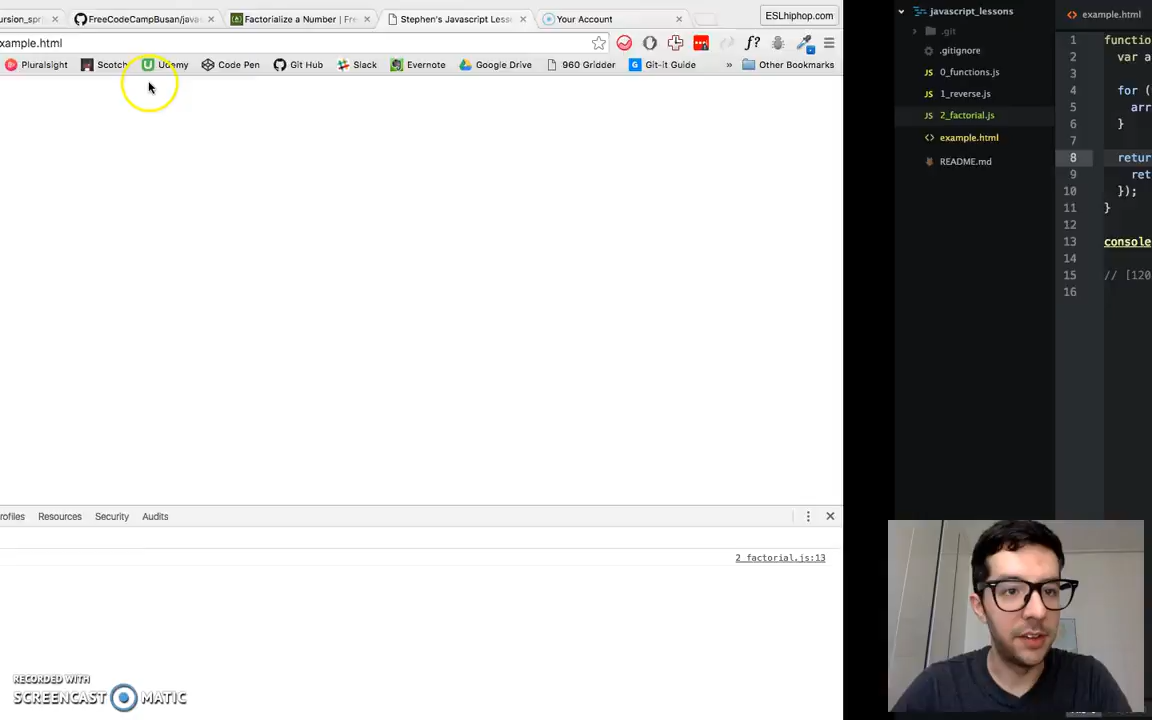 ursion_spr
FreeCodeCampBusan/javas
Factorialize a Number | Fre
Stephen's Javascript Less
Your Account
ESLhiphop.com
xample.html
f?
Pluralsight
Scotch
Udemy
Code Pen
Git Hub
Slack
Evernote
Google Drive
960 Gridder
Git-it Guide
»
Other Bookmarks
rofiles
Resources
Security
Audits
2_factorial.js:13
RECORDED WITH
SCREENCAST MATIC
javascript_lessons
.git
.gitignore
JS 0_functions.js
JS 1_reverse.js
JS 2_factorial.js
<> example.html
README.md
<> example.html
1 functio
2 var a
3
4 for (
5 arr
6 }
7
8 retur
9 ret
10 });
11 }
12
13 console
14
15 // [120
16